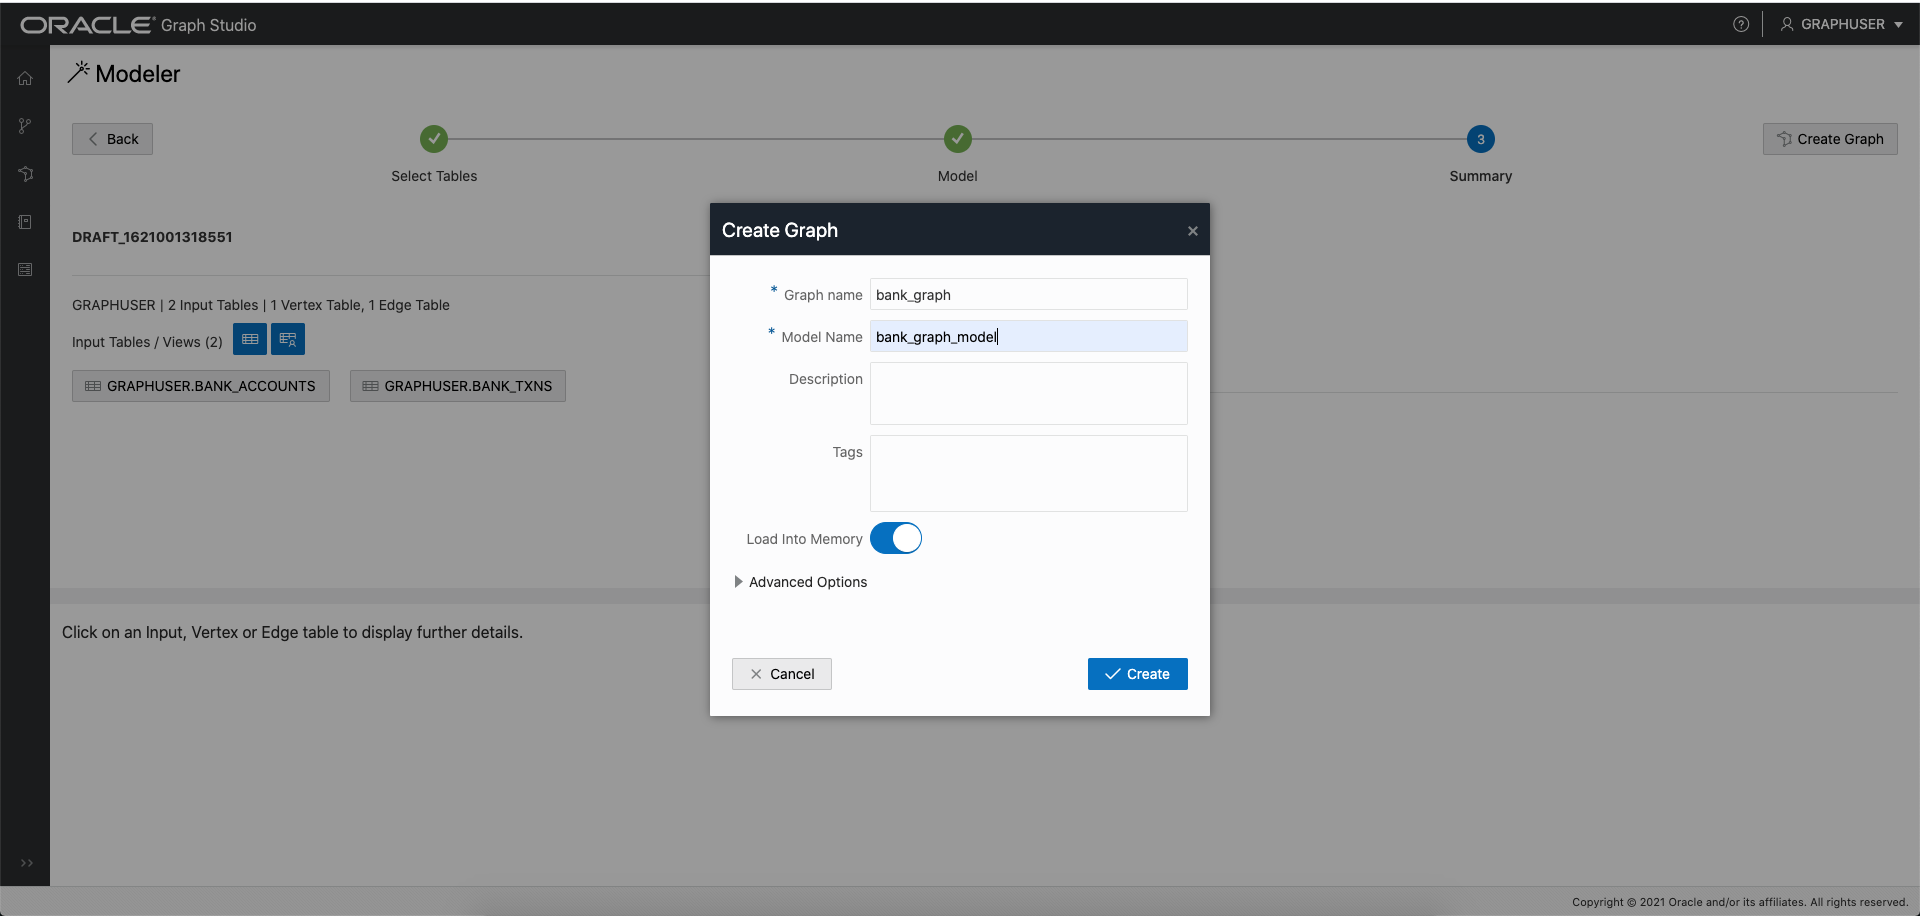 ORACLE® Graph Studio
GRAPHUSER
Modeler
Back
Select Tables
Model
3
Summary
Create Graph
DRAFT_1621001318551
GRAPHUSER | 2 Input Tables | 1 Vertex Table, 1 Edge Table
Input Tables / Views (2)
GRAPHUSER.BANK_ACCOUNTS
GRAPHUSER.BANK_TXNS
Create Graph
* Graph name
bank_graph
* Model Name
bank_graph_model
Description
Tags
Load Into Memory
Advanced Options
Cancel
Create
Click on an Input, Vertex or Edge table to display further details.
Copyright © 2021 Oracle and/or its affiliates. All rights reserved.